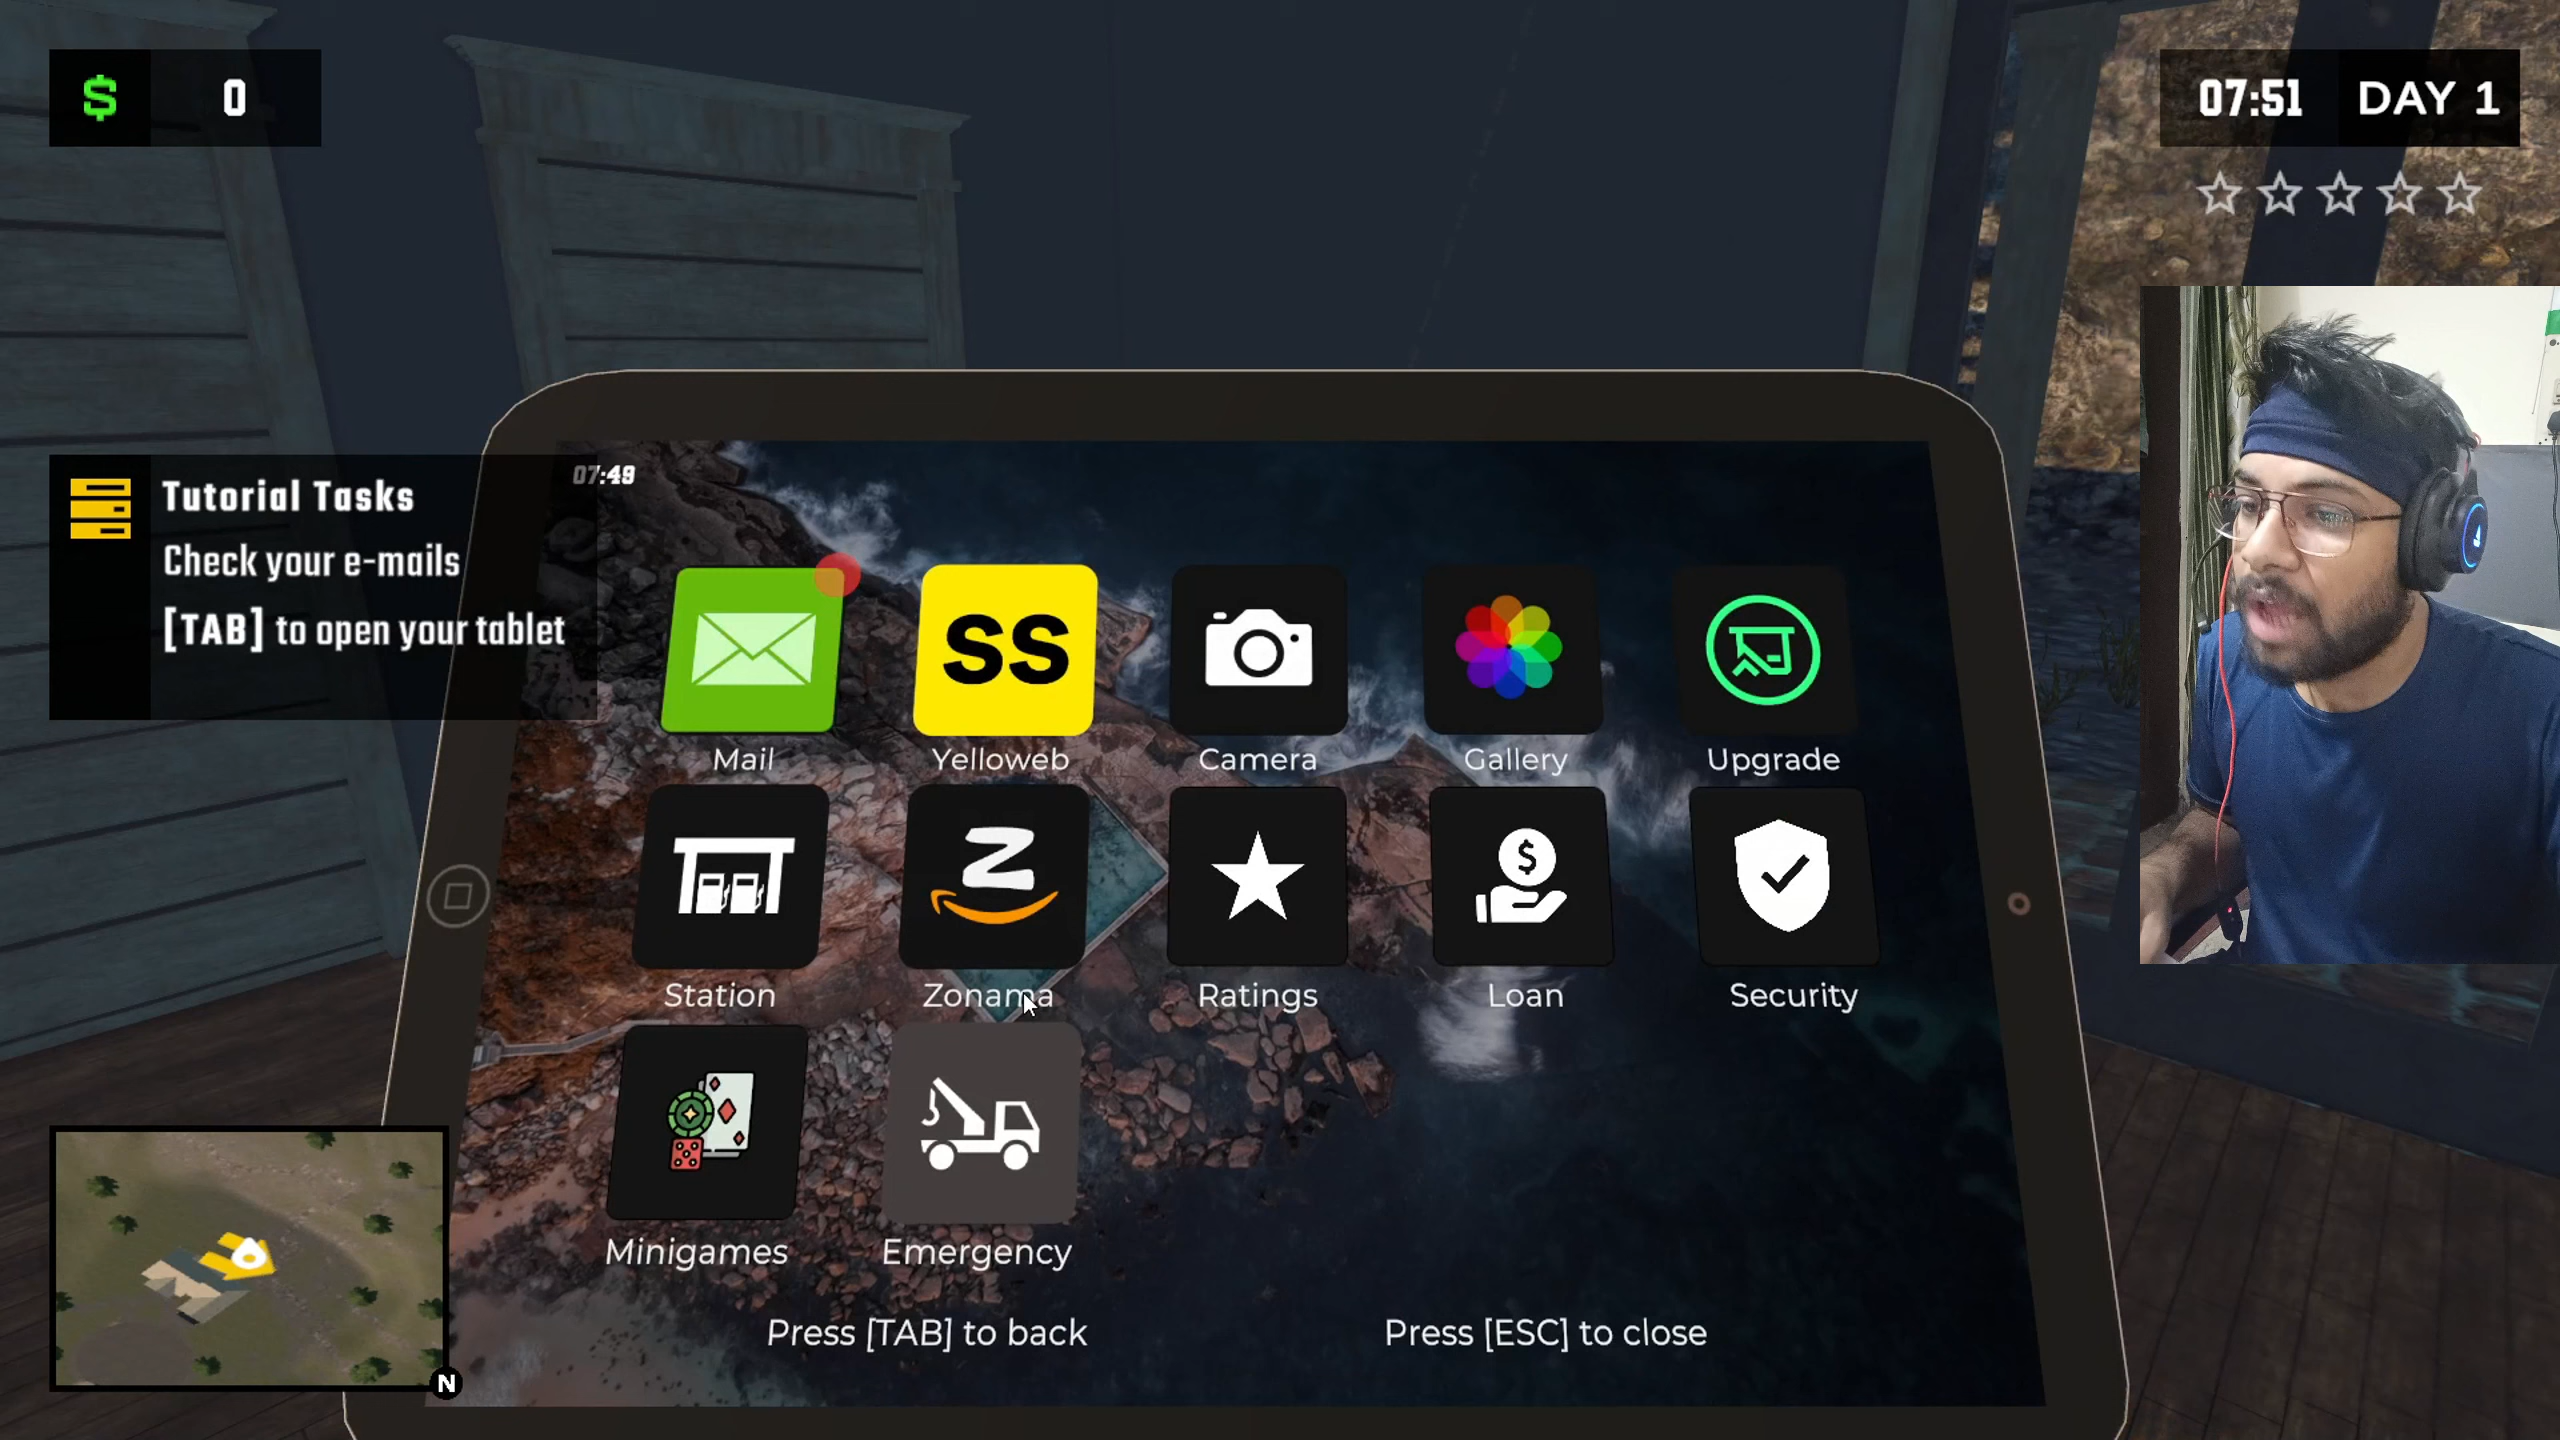 $ 0
07:51 DAY 1
Tutorial Tasks
Check your e-mails
[TAB] to open your tablet
07:49
SS
Mail Yelloweb Camera Gallery Upgrade
Z
$
Station Zonama Ratings Loan Security
Minigames Emergency
Press [TAB] to back Press [ESC] to close
N